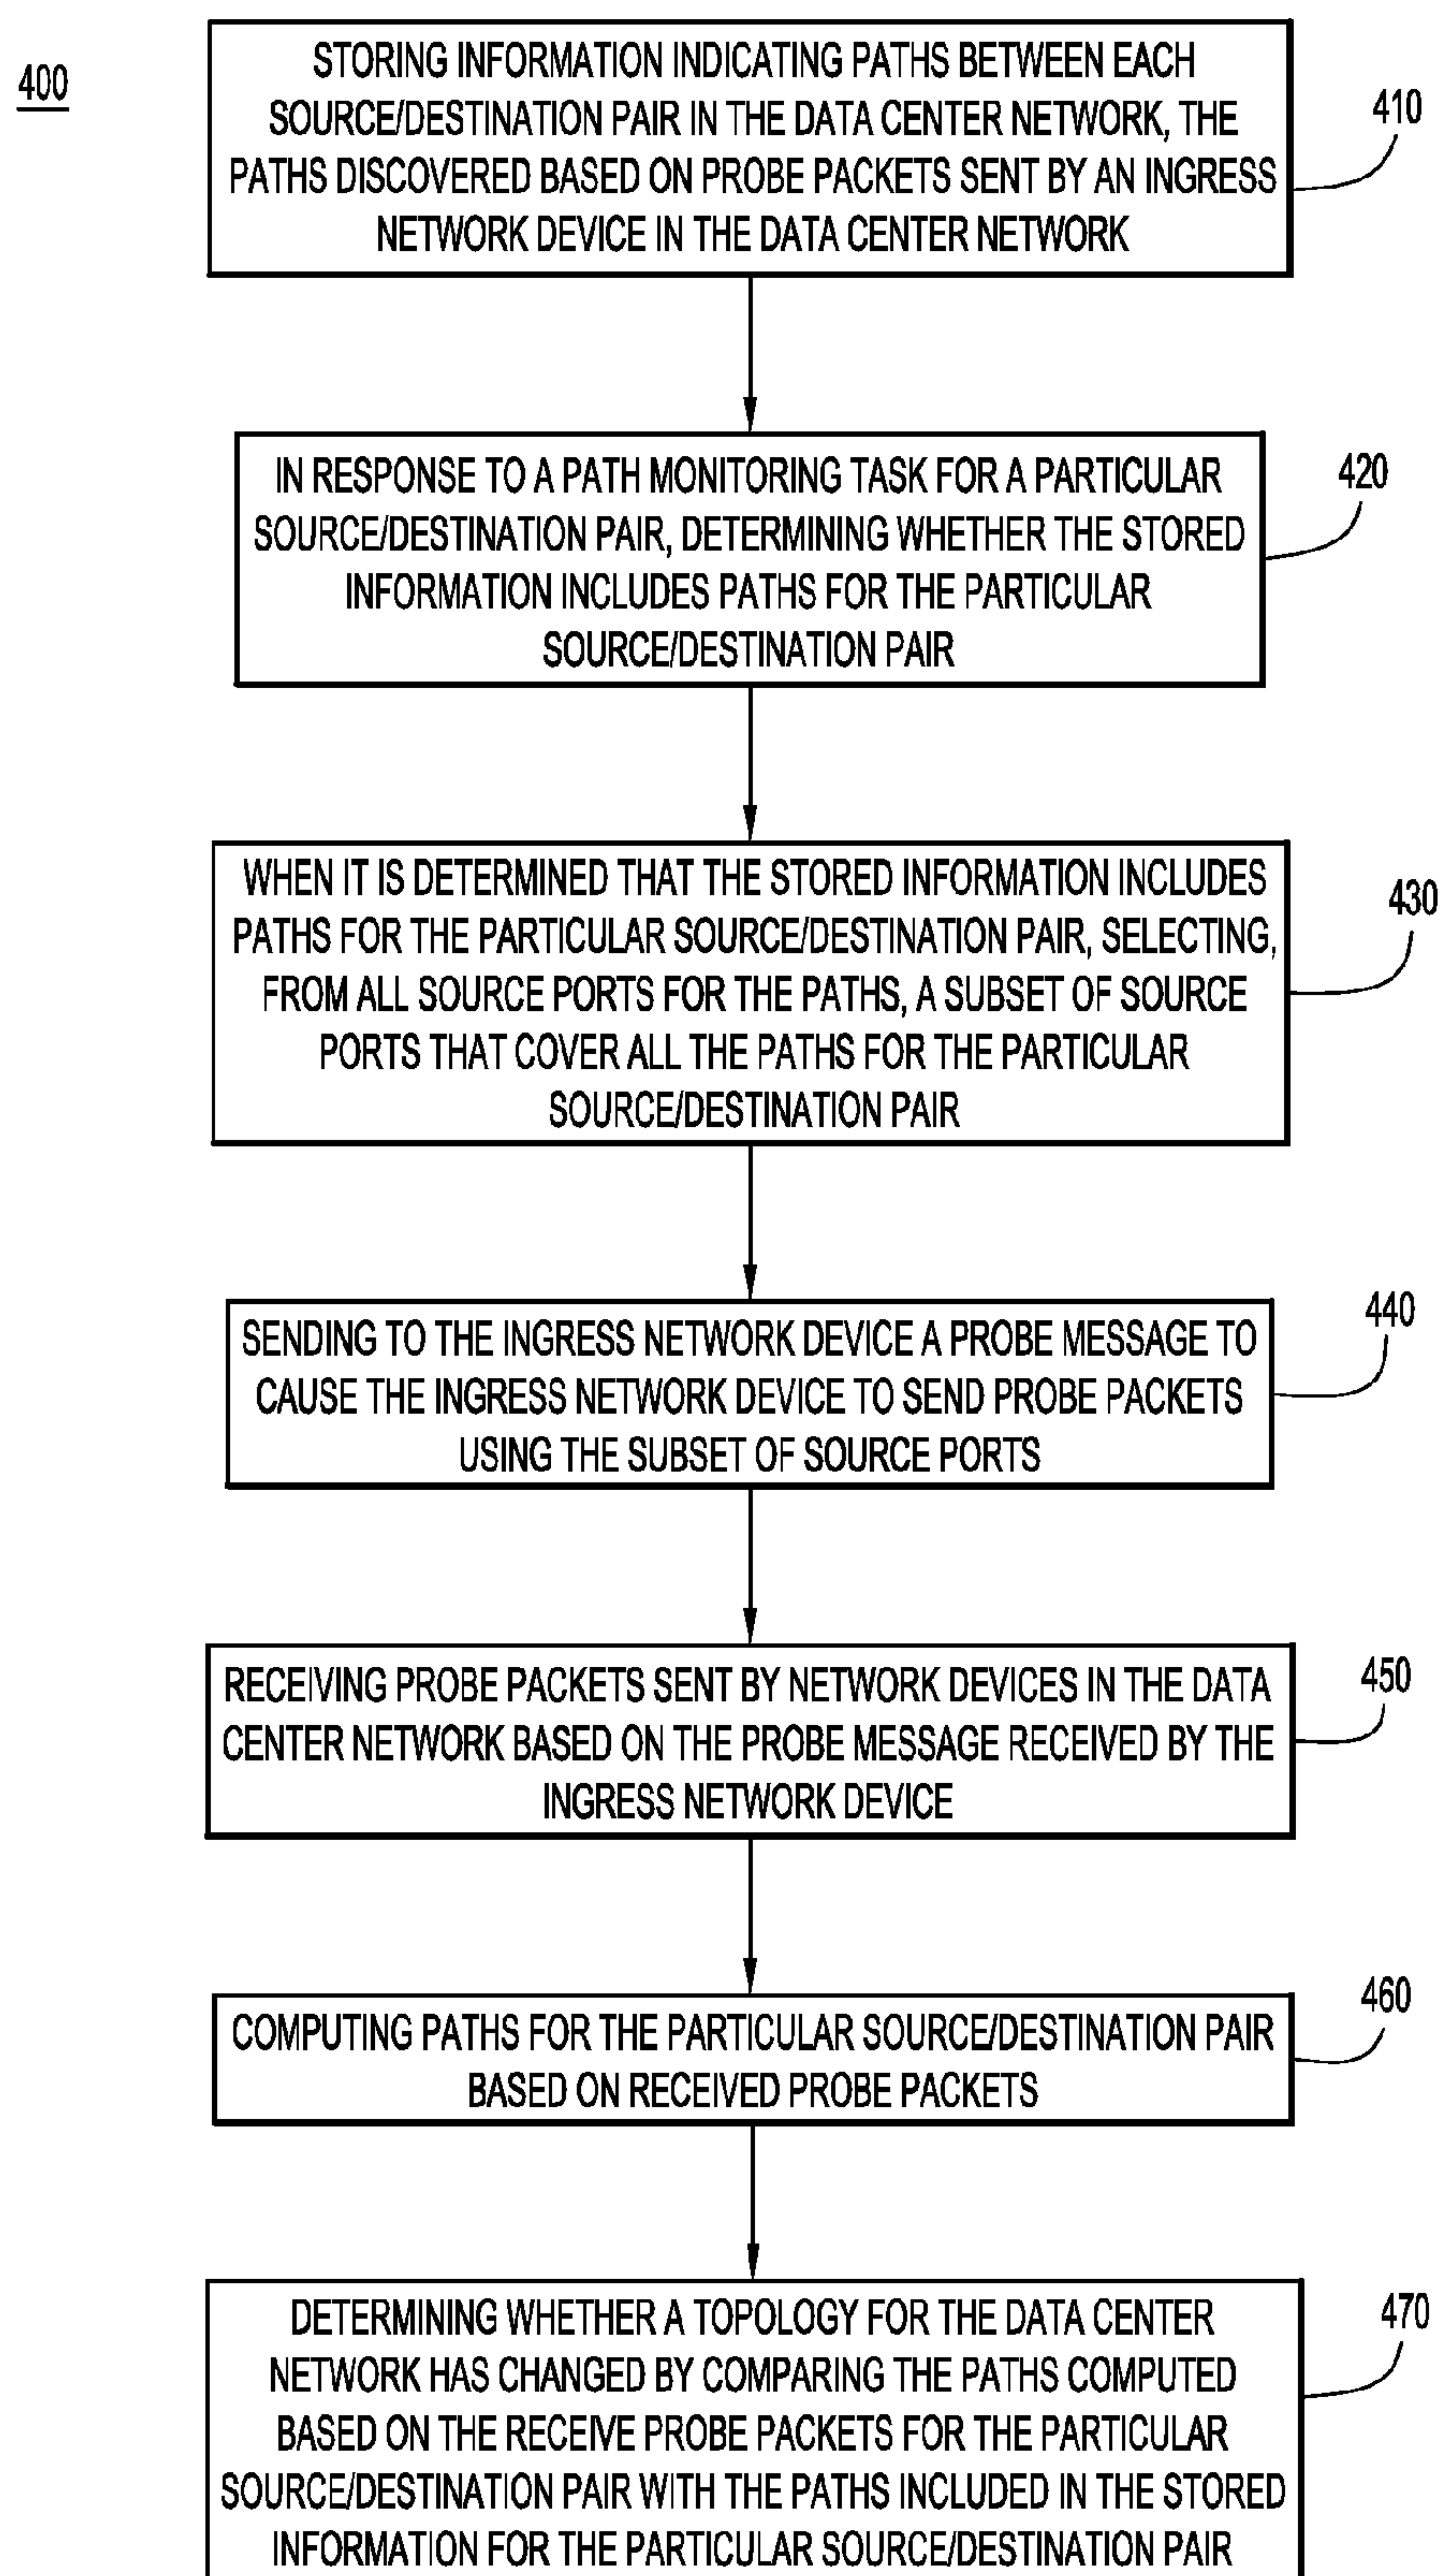 400
STORING INFORMATION INDICATING PATHS BETWEEN EACH
SOURCE/DESTINATION PAIR IN THE DATA CENTER NETWORK, THE
PATHS DISCOVERED BASED ON PROBE PACKETS SENT BY AN INGRESS
NETWORK DEVICE IN THE DATA CENTER NETWORK
410
IN RESPONSE TO A PATH MONITORING TASK FOR A PARTICULAR
SOURCE/DESTINATION PAIR, DETERMINING WHETHER THE STORED
INFORMATION INCLUDES PATHS FOR THE PARTICULAR
SOURCE/DESTINATION PAIR
420
WHEN IT IS DETERMINED THAT THE STORED INFORMATION INCLUDES
PATHS FOR THE PARTICULAR SOURCE/DESTINATION PAIR, SELECTING,
FROM ALL SOURCE PORTS FOR THE PATHS, A SUBSET OF SOURCE
PORTS THAT COVER ALL THE PATHS FOR THE PARTICULAR
SOURCE/DESTINATION PAIR
430
SENDING TO THE INGRESS NETWORK DEVICE A PROBE MESSAGE TO
CAUSE THE INGRESS NETWORK DEVICE TO SEND PROBE PACKETS
USING THE SUBSET OF SOURCE PORTS
440
RECEIVING PROBE PACKETS SENT BY NETWORK DEVICES IN THE DATA
CENTER NETWORK BASED ON THE PROBE MESSAGE RECEIVED BY THE
INGRESS NETWORK DEVICE
450
COMPUTING PATHS FOR THE PARTICULAR SOURCE/DESTINATION PAIR
BASED ON RECEIVED PROBE PACKETS
460
DETERMINING WHETHER A TOPOLOGY FOR THE DATA CENTER
NETWORK HAS CHANGED BY COMPARING THE PATHS COMPUTED
BASED ON THE RECEIVE PROBE PACKETS FOR THE PARTICULAR
SOURCE/DESTINATION PAIR WITH THE PATHS INCLUDED IN THE STORED
INFORMATION FOR THE PARTICULAR SOURCE/DESTINATION PAIR
470